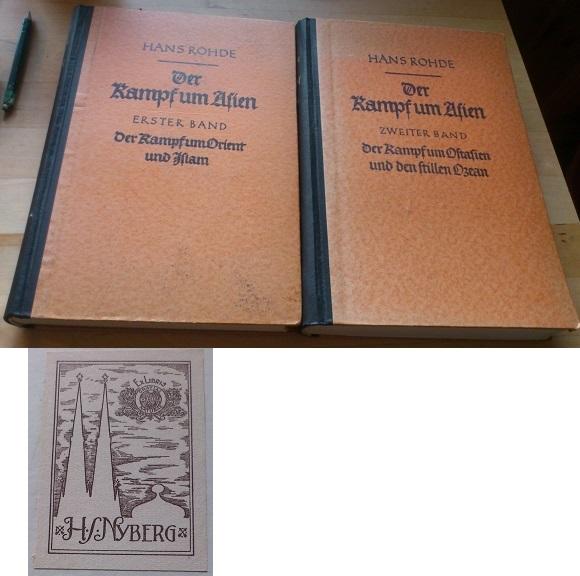 HANS ROHDE
Der
Kampf um Asien
ERSTER BAND
Der Kampf um Orient
und Islam
HANS ROHDE
Der
Kampf um Asien
ZWEITER BAND
Der Kampf um Ostasien
und den stillen Ozean
EX LIBRIS
H. S. NYBERG